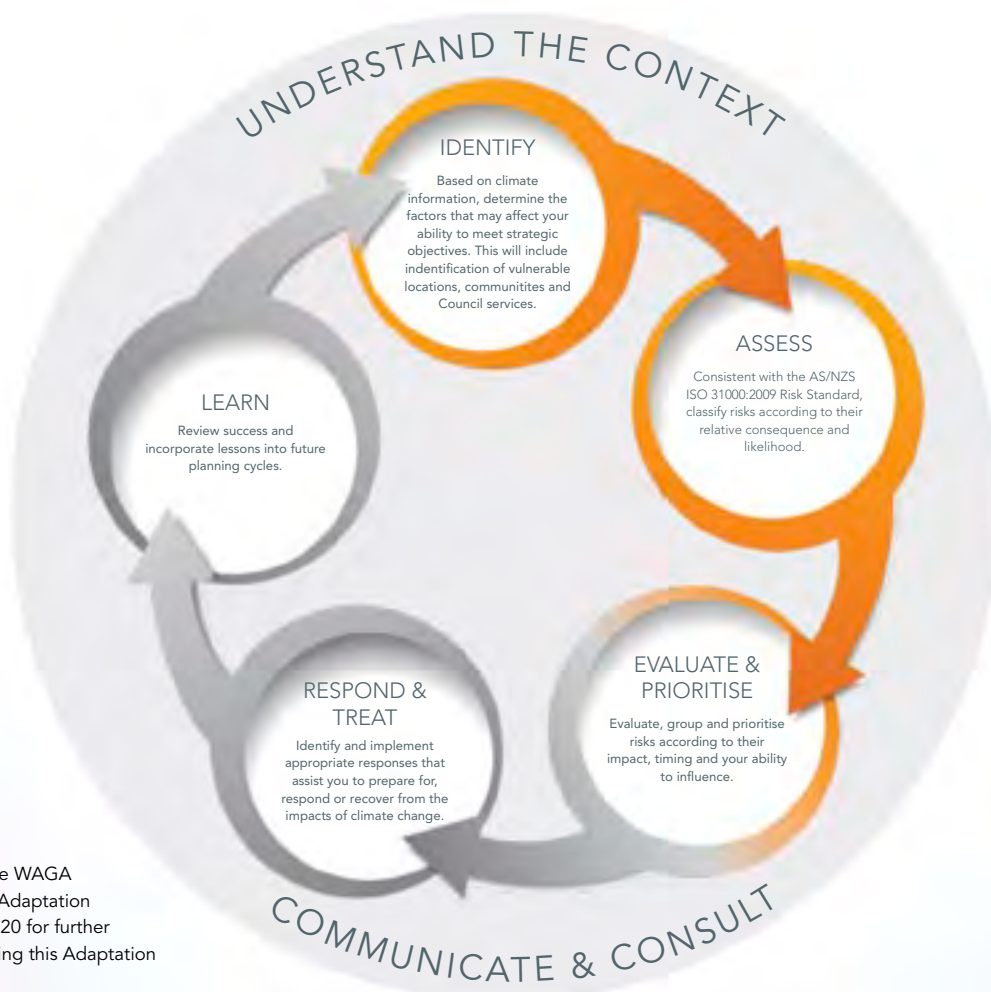 UNDERSTAND THE CONTEXT
IDENTIFY
Based on climate
information, determine the
factors that may affect your
ability to meet strategic
objectives. This will include
indentification of vulnerable
locations, communitites and
Council services.
ASSESS
Consistent with the AS/NZS
ISO 31000:2009 Risk Standard,
classify risks according to their
relative consequence and
likelihood.
EVALUATE &
PRIORITISE
Evaluate, group and prioritise
risks according to their
impact, timing and your ability
to influence.
RESPOND &
TREAT
Identify and implement
appropriate responses that
assist you to prepare for,
respond or recover from the
impacts of climate change.
LEARN
Review success and
incorporate lessons into future
planning cycles.
COMMUNICATE & CONSULT
e WAGA
Adaptation
20 for further
ing this Adaptation